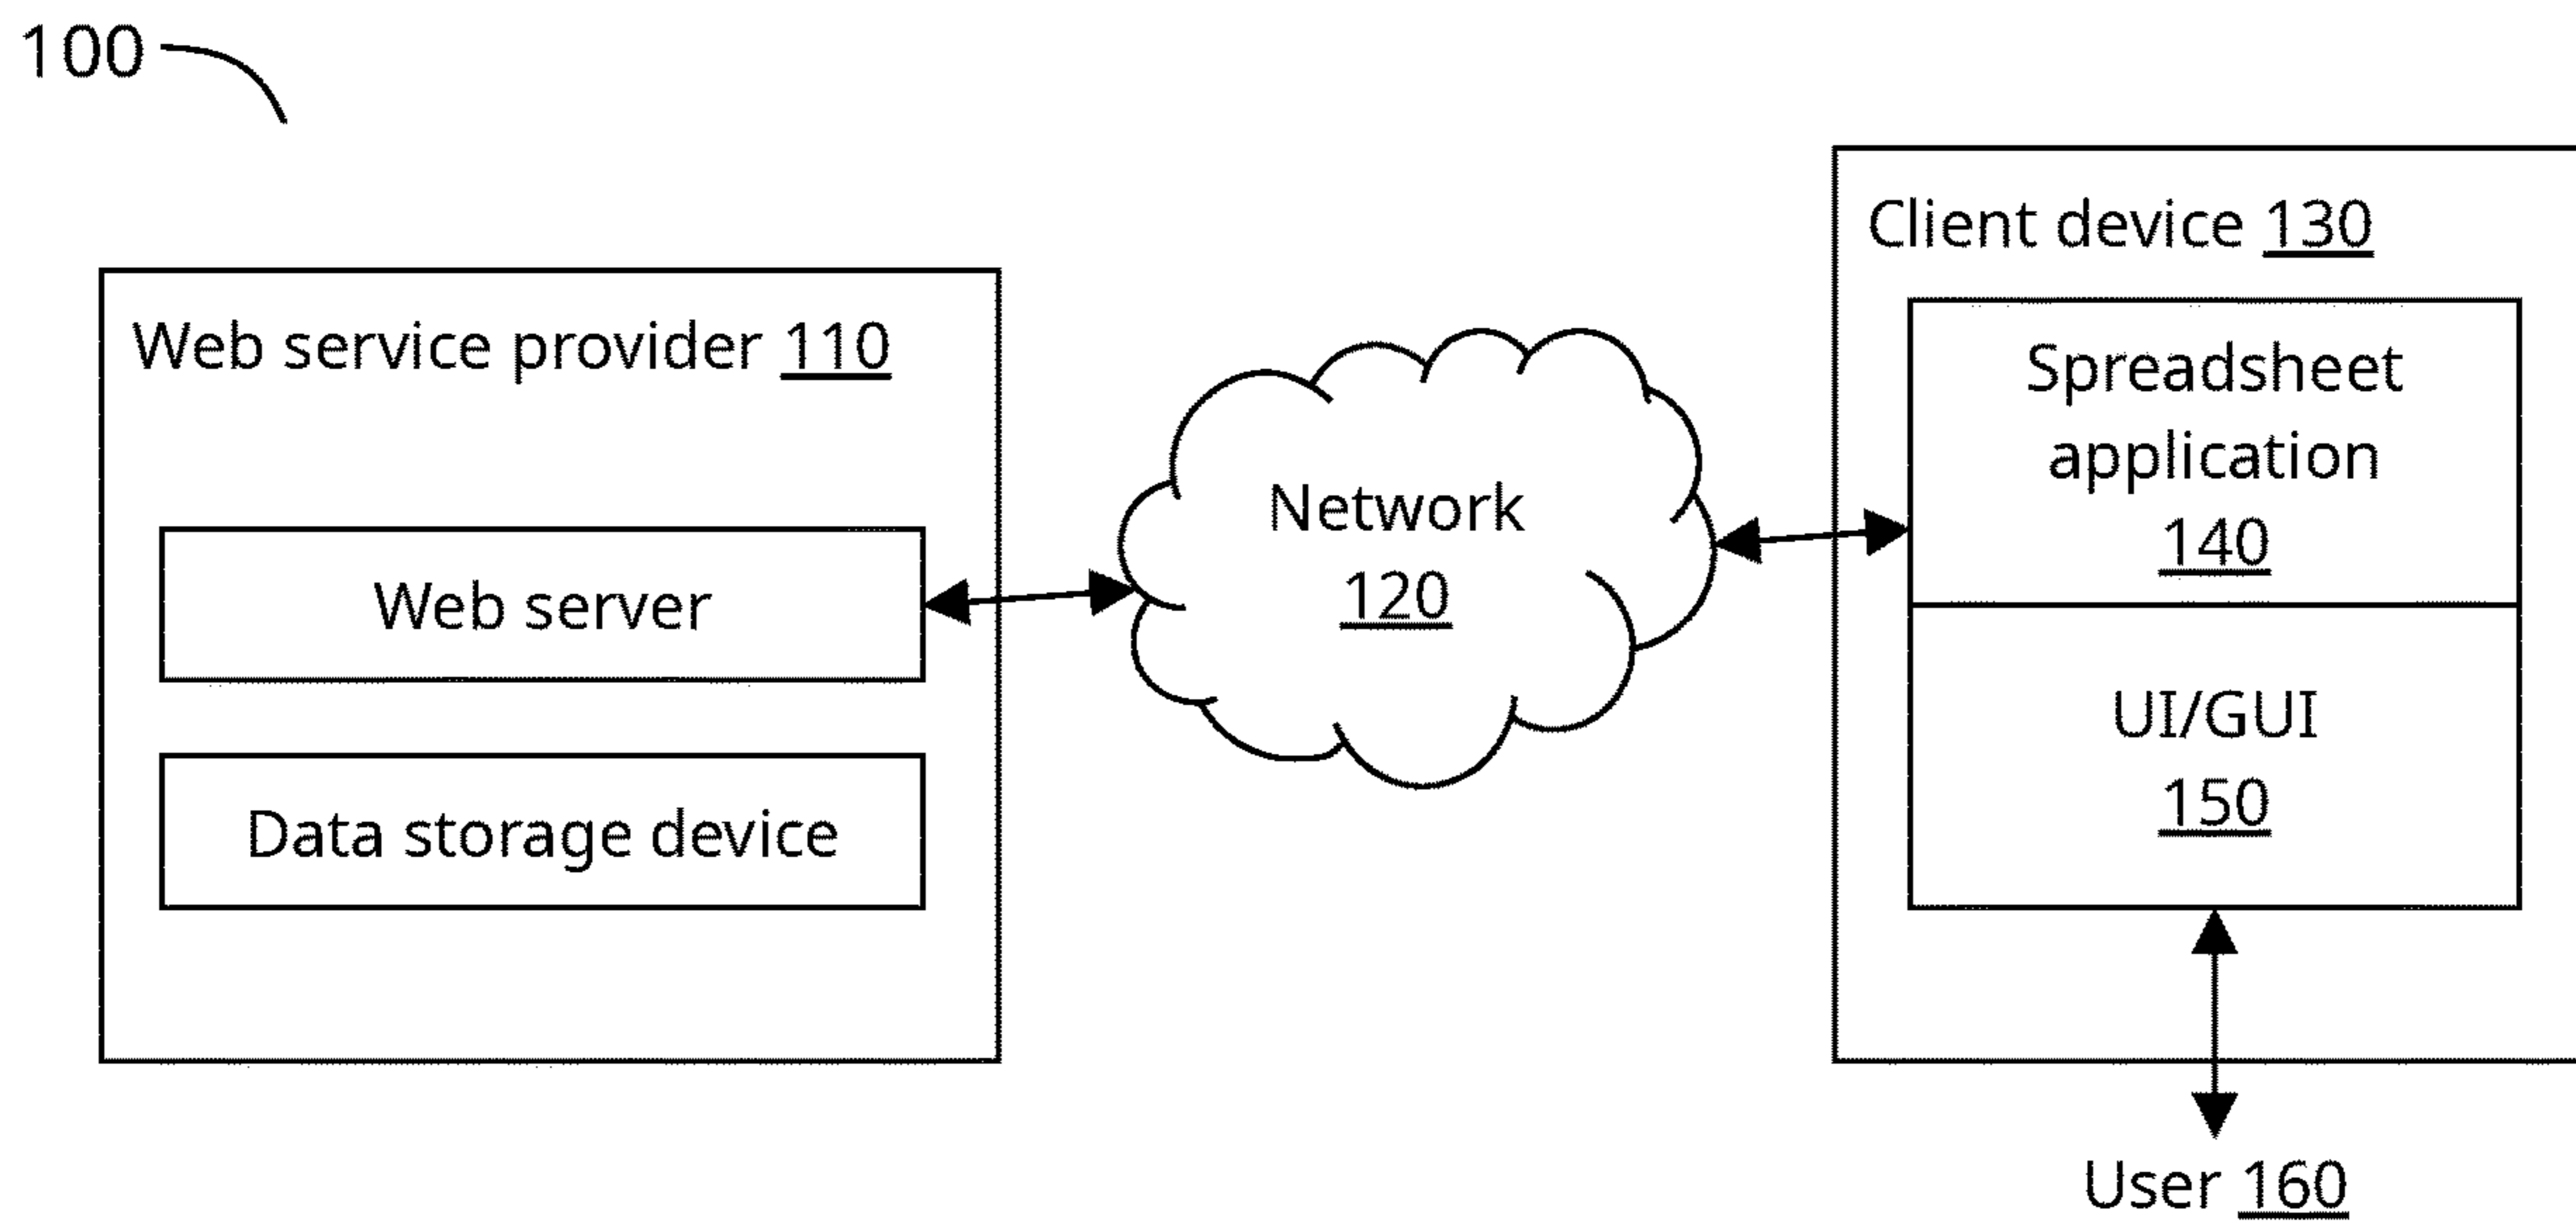 100
Web service provider 110
Web server
Data storage device
Network
120
Client device 130
Spreadsheet
application
140
UI/GUI
150
User 160